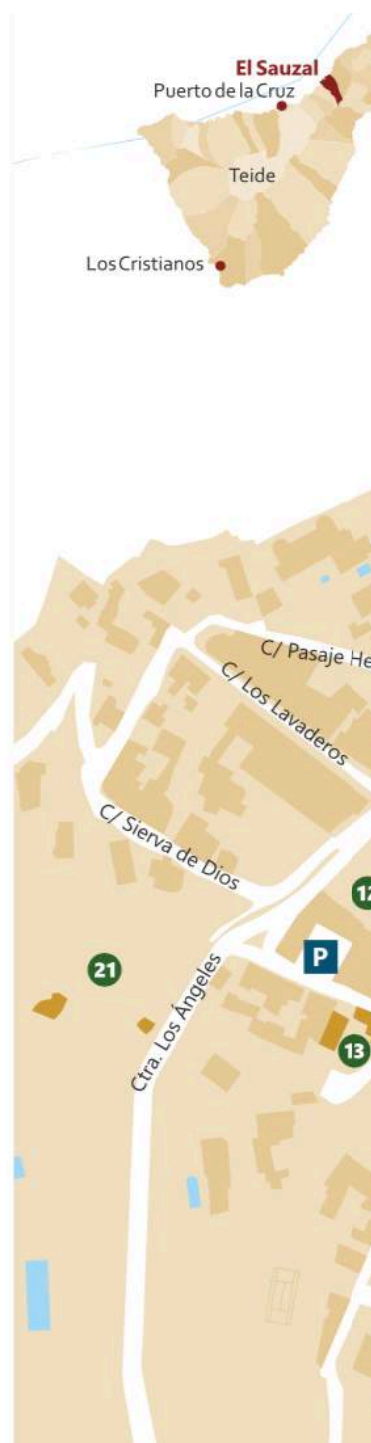 El Sauzal
Puerto de la Cruz
Teide
Los Cristianos
C/ Pasaje He
C/ Los Lavaderos
C/ Sierva de Dios
12
P
21
Ctra. Los Ángeles
13